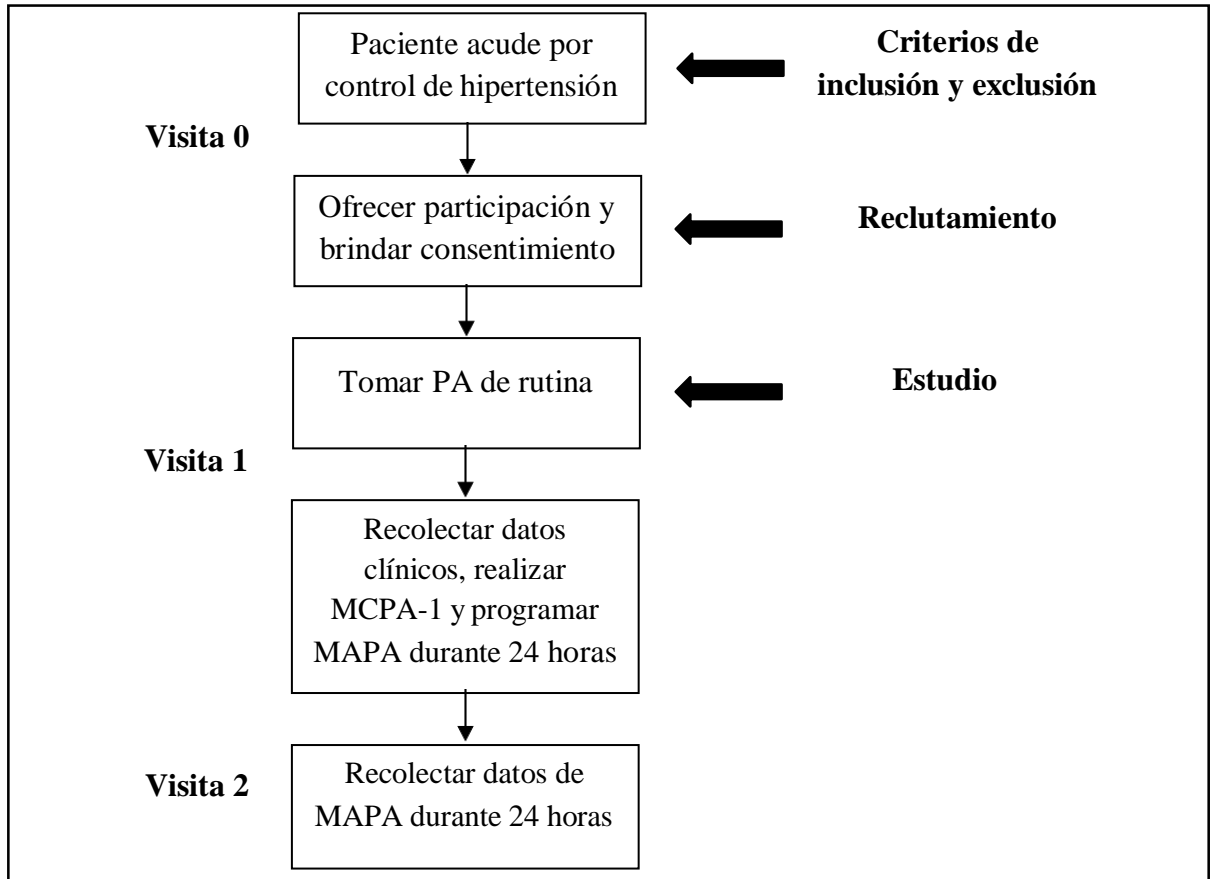 Paciente acude por
control de hipertensión
Criterios de
inclusión y exclusión
Visita 0
Ofrecer participación y
brindar consentimiento
Reclutamiento
Tomar PA de rutina
Estudio
Visita 1
Recolectar datos
clínicos, realizar
MCPA-1 y programar
MAPA durante 24 horas
Visita 2
Recolectar datos de
MAPA durante 24 horas